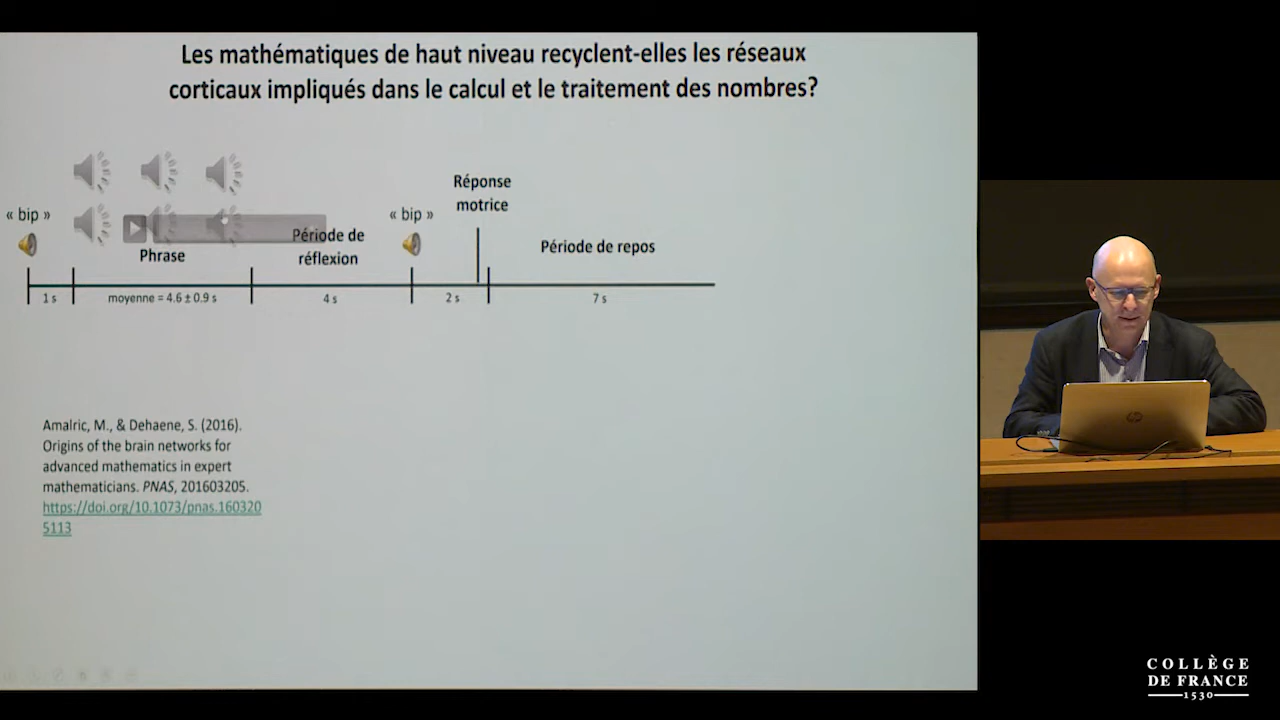 Les mathématiques de haut niveau recyclent-elles les réseaux
corticaux impliqués dans le calcul et le traitement des nombres?
Réponse
motrice
« bip »
« bip »
Période de
réflexion
Phrase
Période de repos
1 s
moyenne = 4.6 ± 0.9 s
4 s
2 s
7 s
Amalric, M., & Dehaene, S. (2016).
Origins of the brain networks for
advanced mathematics in expert
mathematicians. PNAS, 201603205.
https://doi.org/10.1073/pnas.160320
5113
hp
COLLÈGE
DE FRANCE
1530